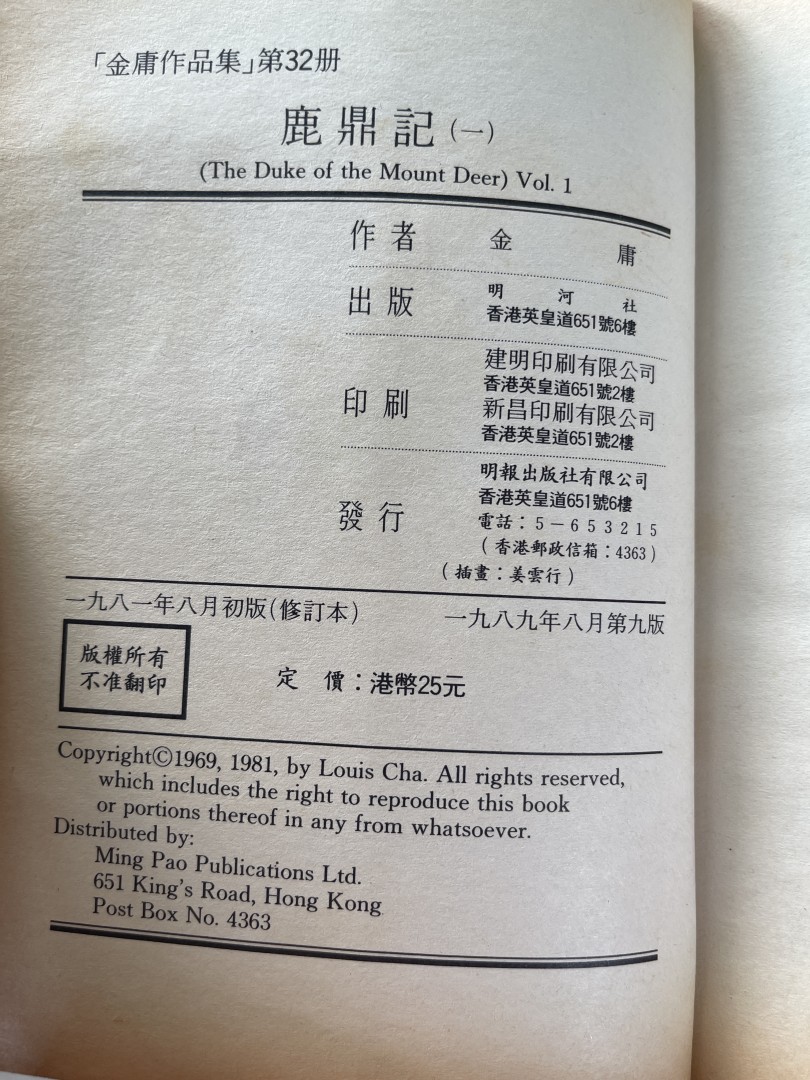 「金庸作品集」第32册
鹿鼎記(一)
(The Duke of the Mount Deer) Vol. 1
作者 金庸
出版 明河社
香港英皇道651號6樓
印刷 建明印刷有限公司
香港英皇道651號2樓
新昌印刷有限公司
香港英皇道651號2樓
發行 明報出版社有限公司
香港英皇道651號6樓
電話：5－653215
(香港郵政信箱：4363)
(插畫：姜雲行)
一九八一年八月初版(修訂本) 一九八九年八月第九版
版權所有
不准翻印
定價：港幣25元
Copyright©1969, 1981, by Louis Cha. All rights reserved,
which includes the right to reproduce this book
or portions thereof in any from whatsoever.
Distributed by:
Ming Pao Publications Ltd.
651 King's Road, Hong Kong
Post Box No. 4363